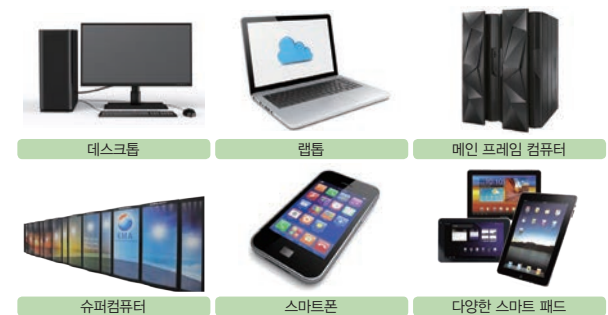 데스크톱
랩톱
메인 프레임 컴퓨터
슈퍼컴퓨터
스마트폰
다양한 스마트 패드